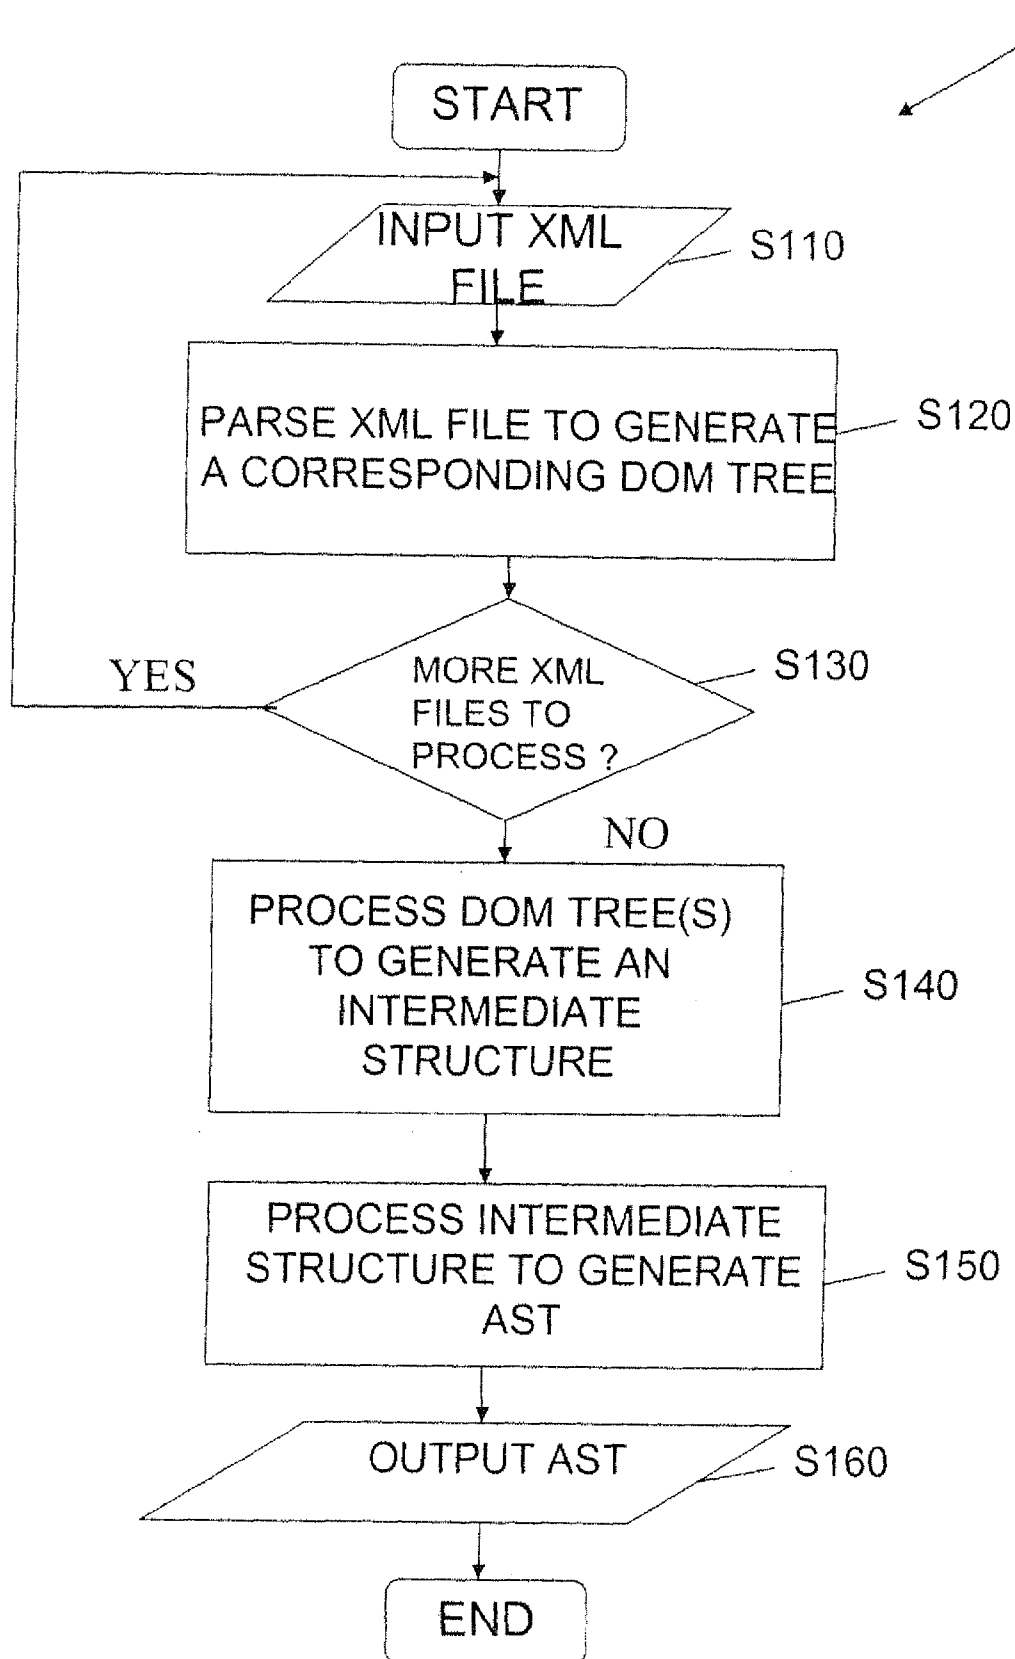 START
INPUT XML
FILE
S110
PARSE XML FILE TO GENERATE
A CORRESPONDING DOM TREE
S120
MORE XML
FILES TO
PROCESS ?
S130
YES
NO
PROCESS DOM TREE(S)
TO GENERATE AN
INTERMEDIATE
STRUCTURE
S140
PROCESS INTERMEDIATE
STRUCTURE TO GENERATE
AST
S150
OUTPUT AST
S160
END